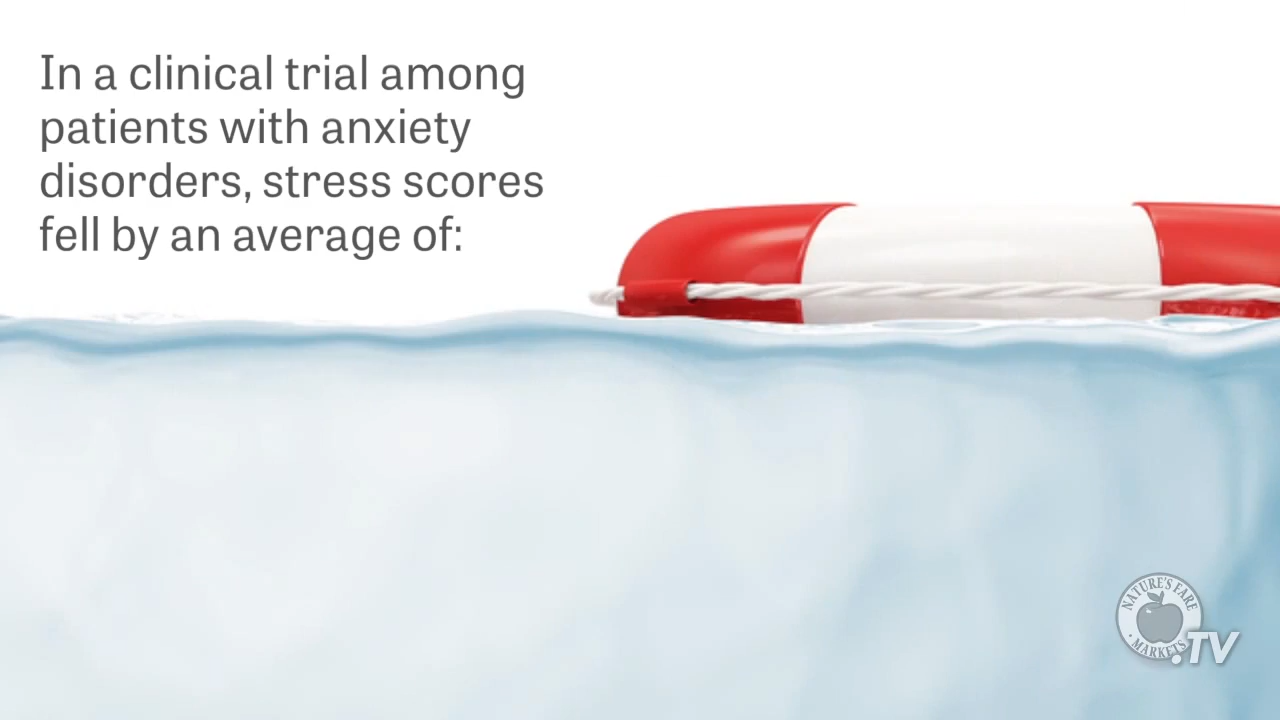 In a clinical trial among
patients with anxiety
disorders, stress scores
fell by an average of:
NATURE'S FARE
• MARKETS •
.TV